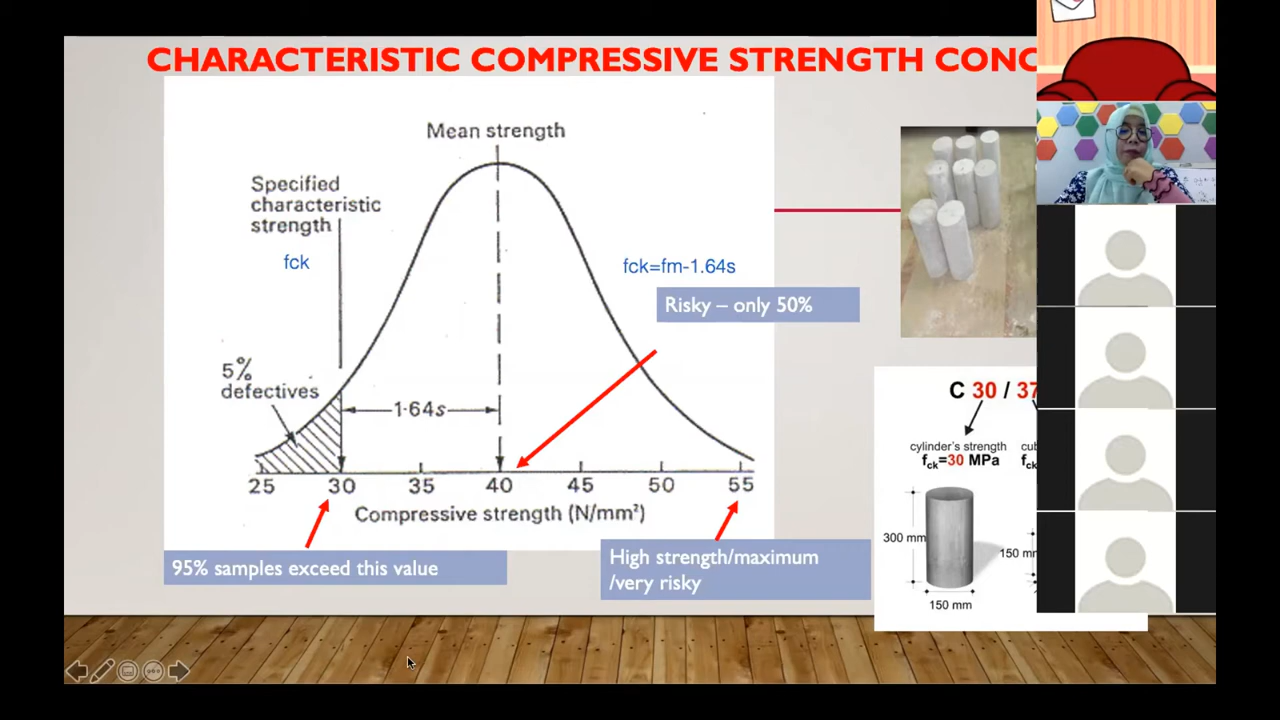 CHARACTERISTIC COMPRESSIVE STRENGTH CONC
Mean strength
Specified
characteristic
strength
fck
fck=fm-1.64s
Risky – only 50%
5%
defectives
1·64s
25 30 35 40 45 50 55
Compressive strength (N/mm²)
95% samples exceed this value
High strength/maximum
/very risky
C 30 / 37
cylinder's strength
fck=30 MPa
cu
fck
300 mm
150 mm
150 mm